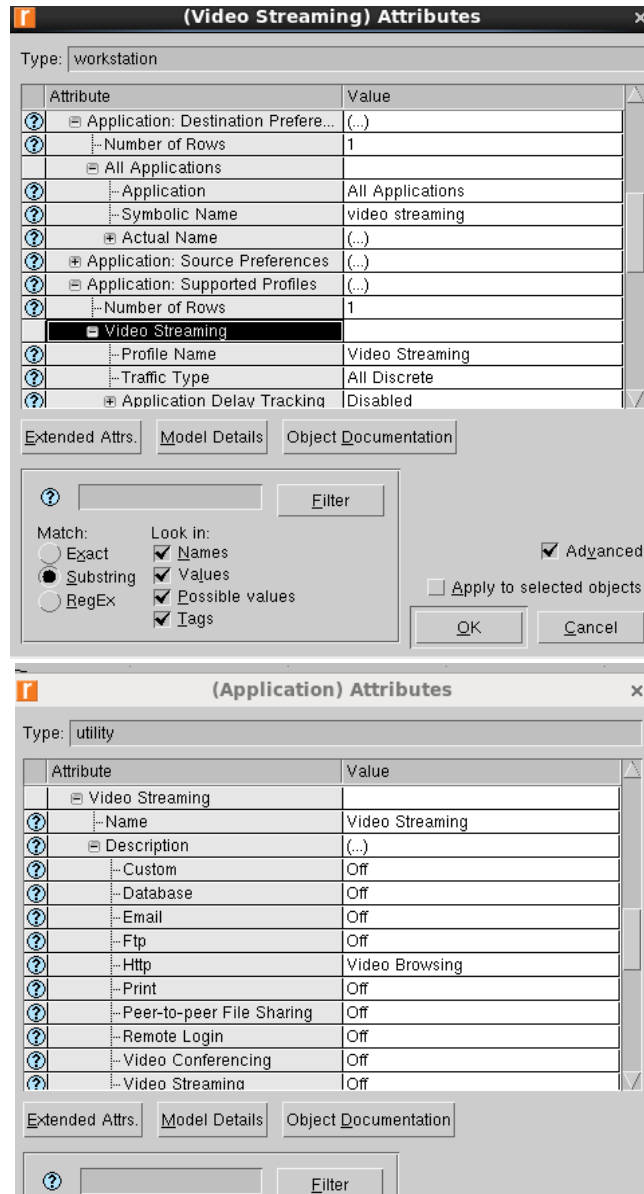 r (Video Streaming) Attributes ×
Type: workstation
Attribute Value
Application: Destination Prefere... (...)
Number of Rows 1
All Applications
Application All Applications
Symbolic Name video streaming
Actual Name (...)
Application: Source Preferences (...)
Application: Supported Profiles (...)
Number of Rows 1
Video Streaming
Profile Name Video Streaming
Traffic Type All Discrete
Application Delay Tracking Disabled
Extended Attrs. Model Details Object Documentation
Filter
Match: Look in:
Exact Names
Substring Values
RegEx Possible values
Tags
Advanced
Apply to selected objects
OK Cancel
r (Application) Attributes ×
Type: utility
Attribute Value
Video Streaming
Name Video Streaming
Description (...)
Custom Off
Database Off
Email Off
Ftp Off
Http Video Browsing
Print Off
Peer-to-peer File Sharing Off
Remote Login Off
Video Conferencing Off
Video Streaming Off
Extended Attrs. Model Details Object Documentation
Filter